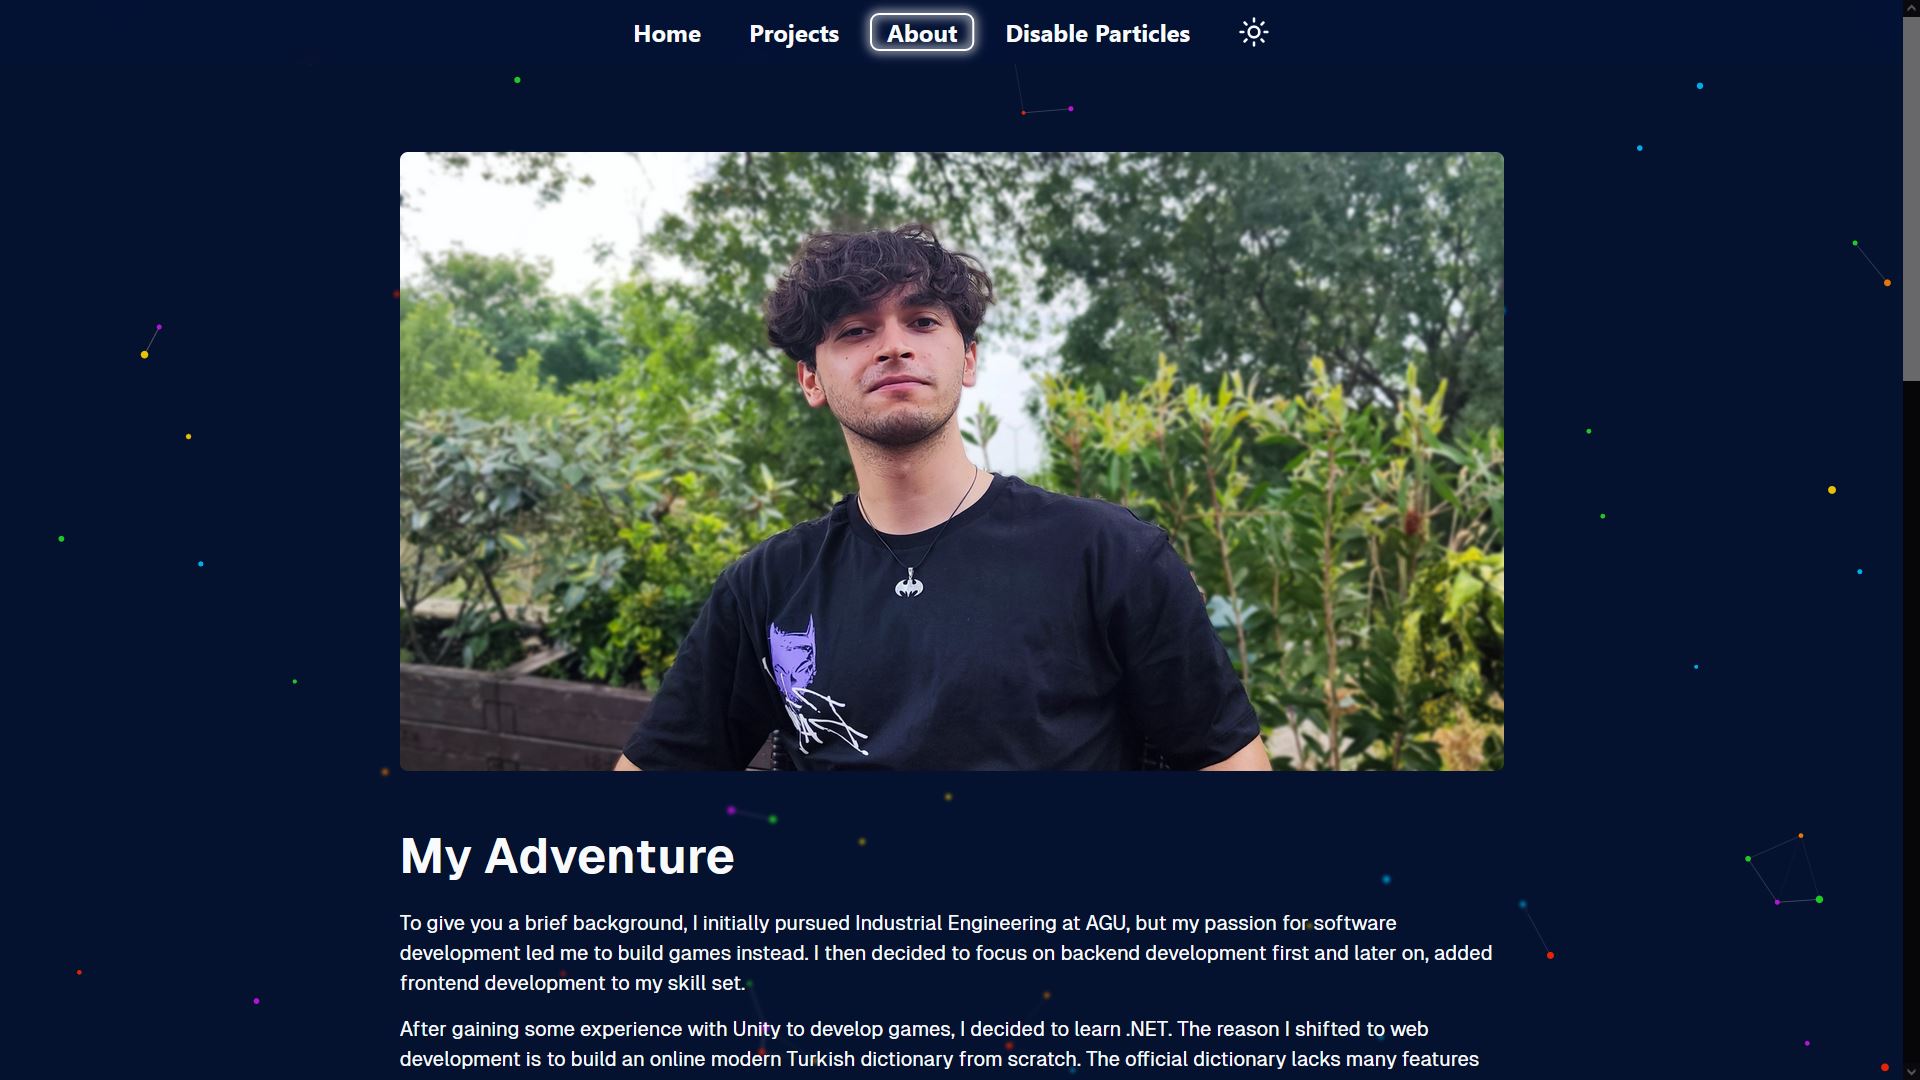 Home Projects About Disable Particles
My Adventure
To give you a brief background, I initially pursued Industrial Engineering at AGU, but my passion for software
development led me to build games instead. I then decided to focus on backend development first and later on, added
frontend development to my skill set.
After gaining some experience with Unity to develop games, I decided to learn .NET. The reason I shifted to web
development is to build an online modern Turkish dictionary from scratch. The official dictionary lacks many features